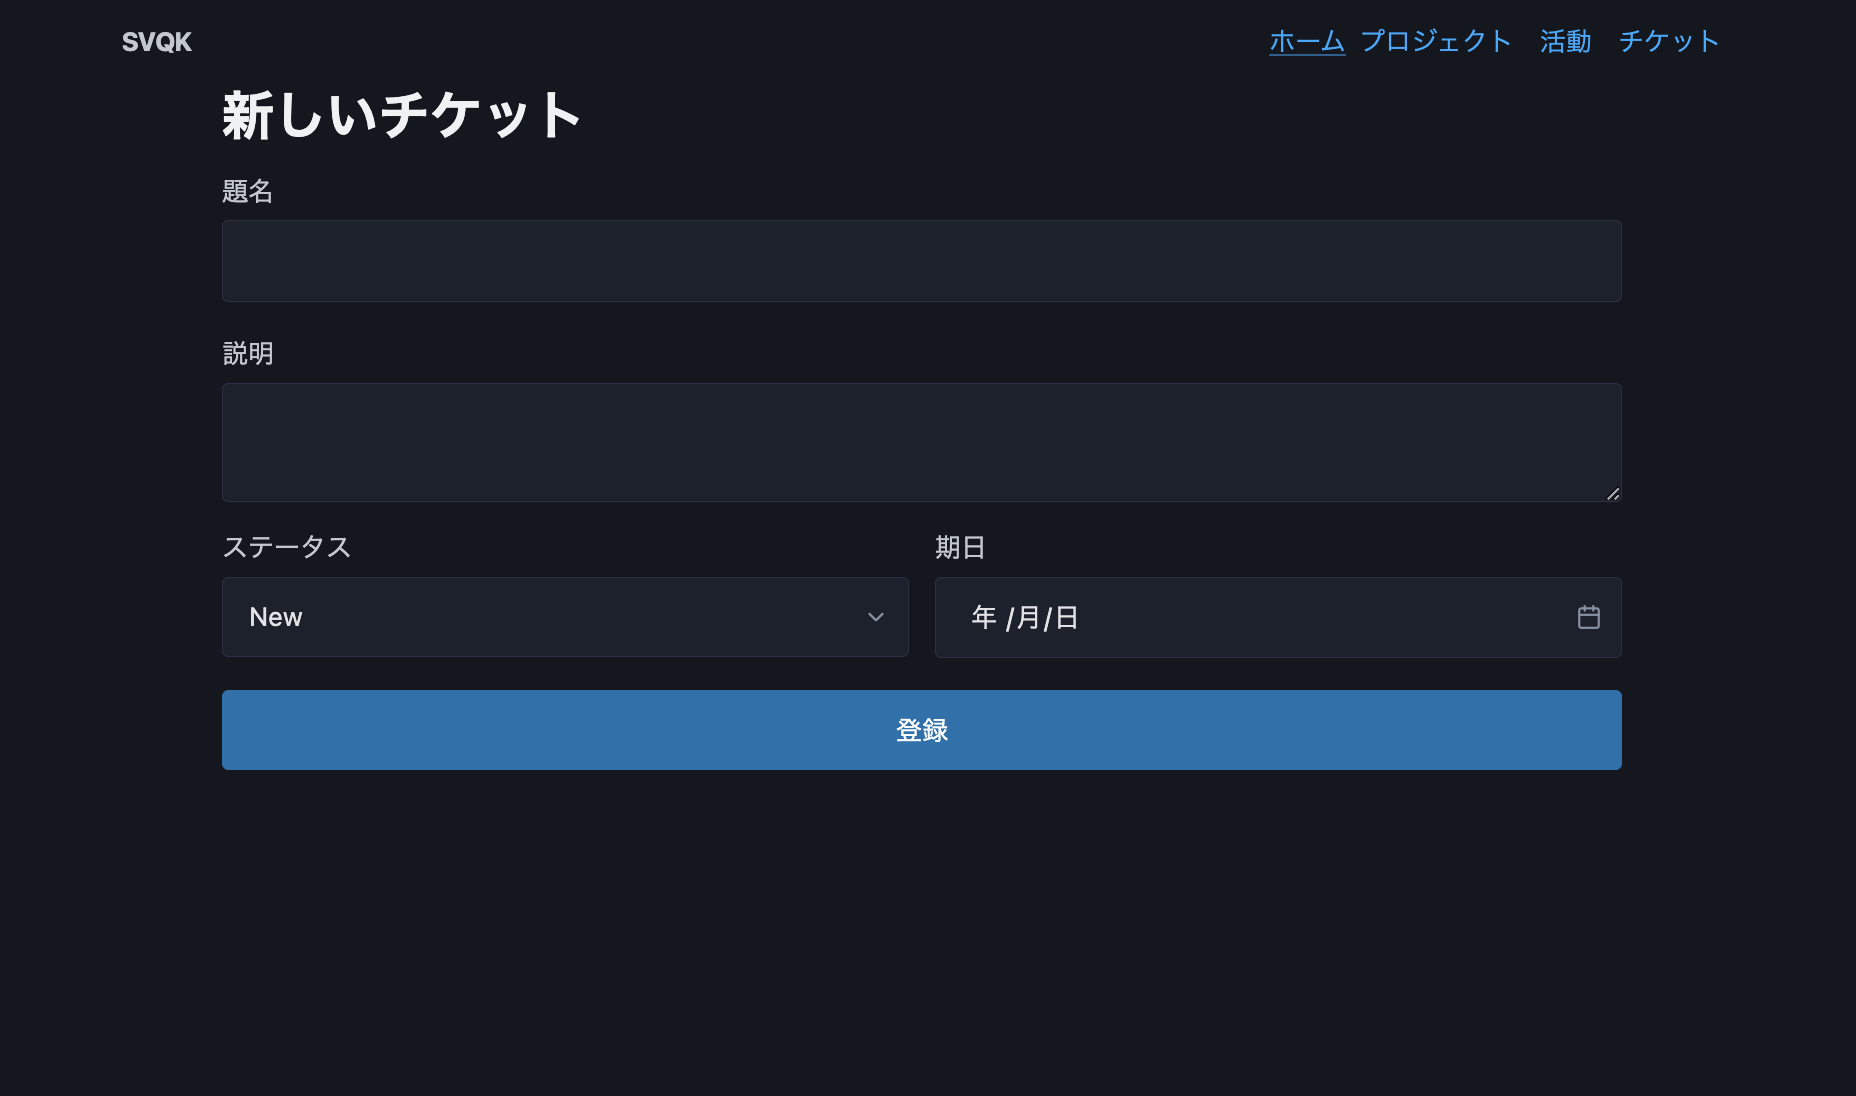 SVQK
ホーム プロジェクト 活動 チケット
新しいチケット
題名
説明
ステータス 期日
New 年 /月/日
登録